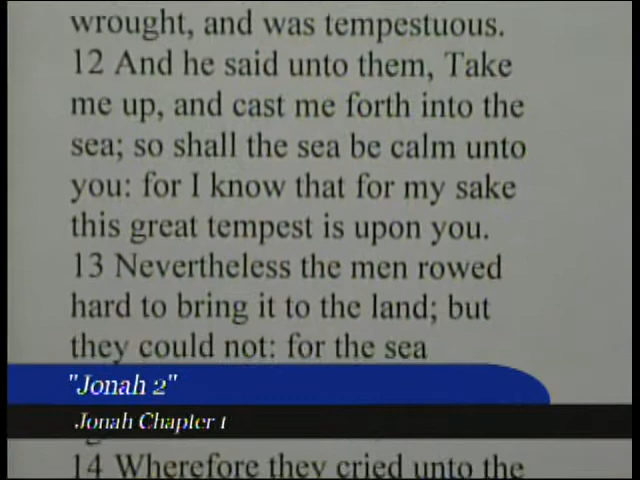 wrought, and was tempestuous.
12 And he said unto them, Take
me up, and cast me forth into the
sea; so shall the sea be calm unto
you: for I know that for my sake
this great tempest is upon you.
13 Nevertheless the men rowed
hard to bring it to the land; but
they could not: for the sea
"Jonah 2"
Jonah Chapter 1
14 Wherefore they cried unto the